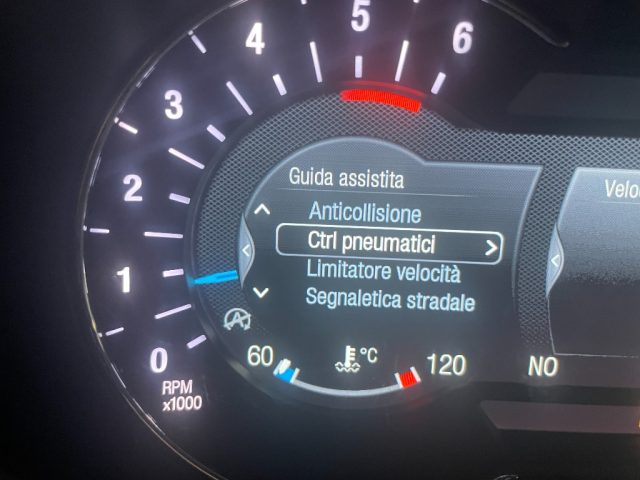 5
4
6
3
2
1
0
RPM
x1000
Guida assistita
Anticollisione
Ctrl pneumatici
Limitatore velocità
Segnaletica stradale
60
°C
120
NO